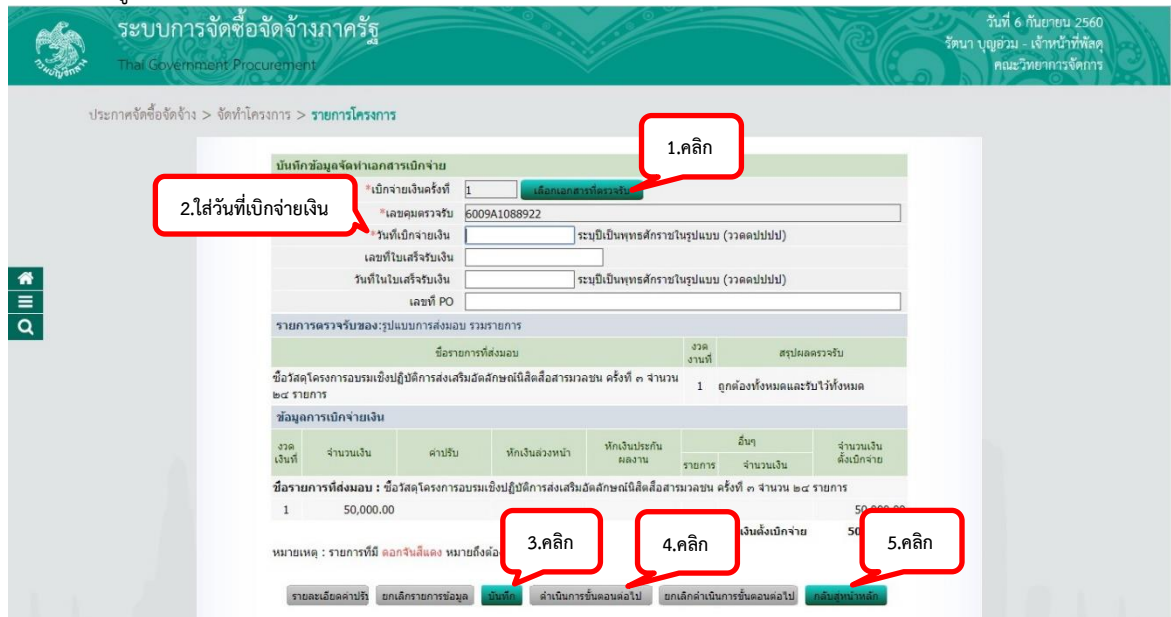 ระบบการจัดซื้อจัดจ้างภาครัฐ
Thai Government Procurement
วันที่ 6 กันยายน 2560
รัตนา บุญอ่วม - เจ้าหน้าที่พัสดุ
คณะวิทยาการจัดการ
ประกาศจัดซื้อจัดจ้าง > จัดทำโครงการ > รายการโครงการ
1.คลิก
บันทึกข้อมูลจัดทำเอกสารเบิกจ่าย
*เบิกจ่ายเงินครั้งที่ 1 เลือกเอกสารที่ตรวจรับ
2.ใส่วันที่เบิกจ่ายเงิน
*เลขคุมตรวจรับ 6009A1088922
*วันที่เบิกจ่ายเงิน ระบุปีเป็นพุทธศักราชในรูปแบบ (ววดดปปปป)
เลขที่ใบเสร็จรับเงิน
วันที่ในใบเสร็จรับเงิน ระบุปีเป็นพุทธศักราชในรูปแบบ (ววดดปปปป)
เลขที่ PO
รายการตรวจรับของ:รูปแบบการส่งมอบ รวมรายการ
ชื่อรายการที่ส่งมอบ งวดงานที่ สรุปผลตรวจรับ
ซื้อวัสดุโครงการอบรมเชิงปฏิบัติการส่งเสริมอัตลักษณ์นิสิตสื่อสารมวลชน ครั้งที่ ๓ จำนวน
๒๔ รายการ
1 ถูกต้องทั้งหมดและรับไว้ทั้งหมด
ข้อมูลการเบิกจ่ายเงิน
งวดเงินที่ จำนวนเงิน ค่าปรับ หักเงินล่วงหน้า หักเงินประกันผลงาน อื่นๆ จำนวนเงินตั้งเบิกจ่าย
รายการ จำนวนเงิน
ชื่อรายการที่ส่งมอบ : ซื้อวัสดุโครงการอบรมเชิงปฏิบัติการส่งเสริมอัตลักษณ์นิสิตสื่อสารมวลชน ครั้งที่ ๓ จำนวน ๒๔ รายการ
1 50,000.00
เงินตั้งเบิกจ่าย
หมายเหตุ : รายการที่มี ดอกจันสีแดง หมายถึงต้อง
3.คลิก
4.คลิก
5.คลิก
รายละเอียดค่าปรับ ยกเลิกรายการข้อมูล บันทึก ดำเนินการขั้นตอนต่อไป ยกเลิกดำเนินการขั้นตอนต่อไป กลับสู่หน้าหลัก